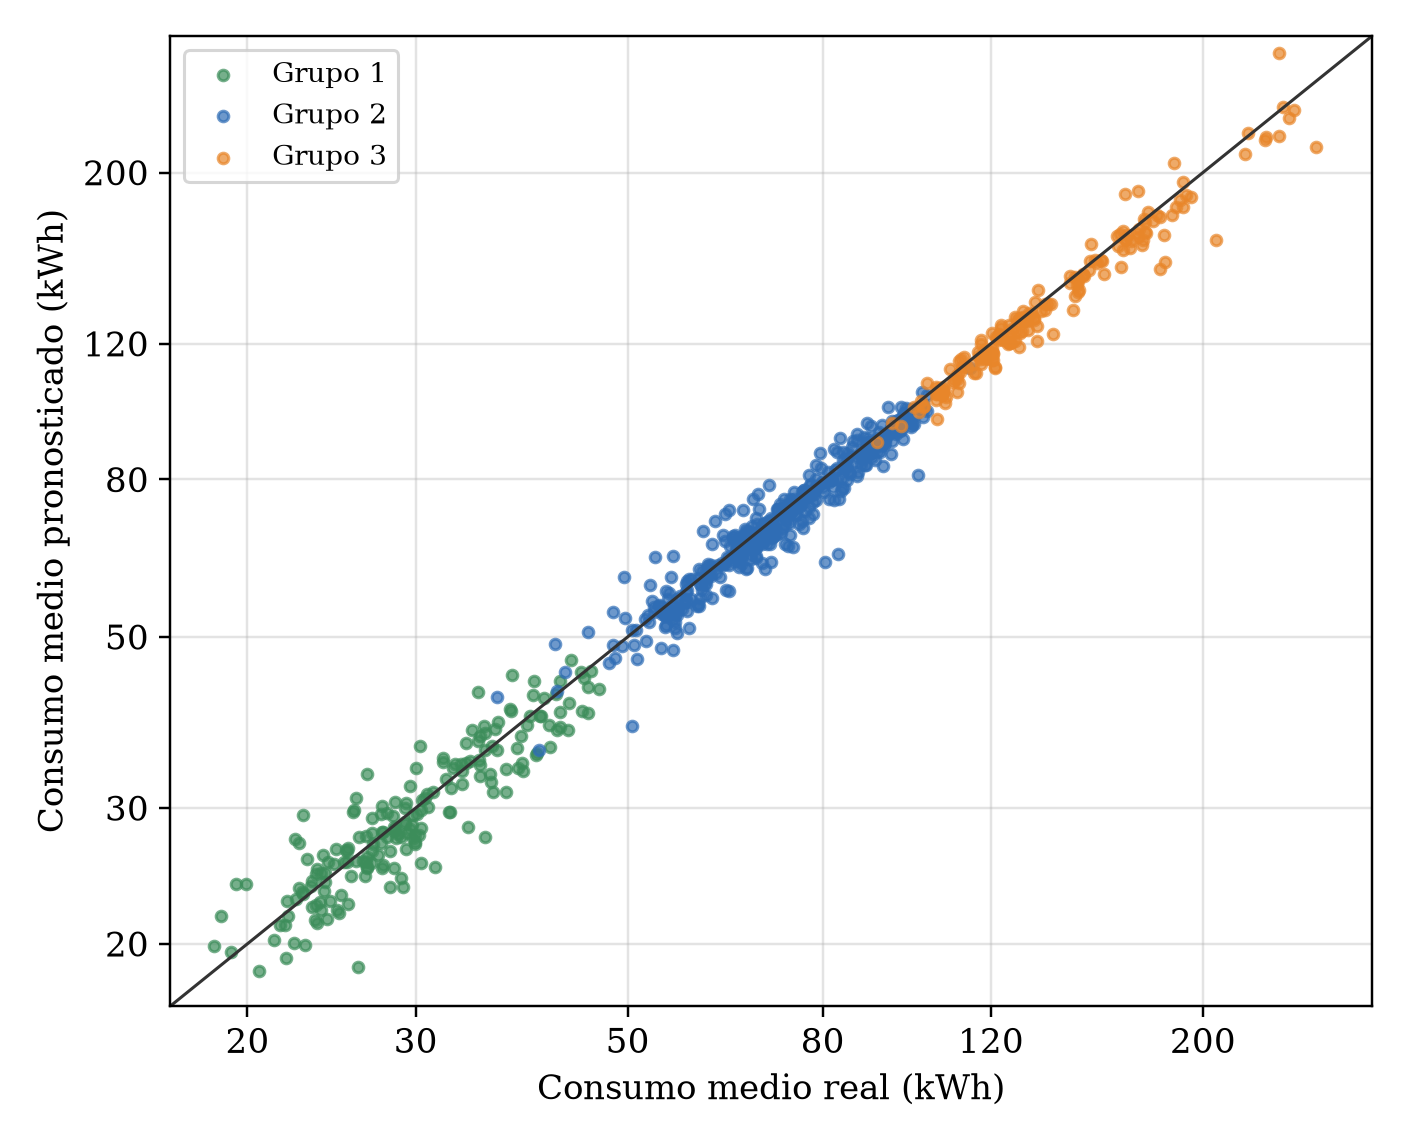 Grupo 1
Grupo 2
Grupo 3
Consumo medio pronosticado (kWh)
200
120
80
50
30
20
20 30 50 80 120 200
Consumo medio real (kWh)